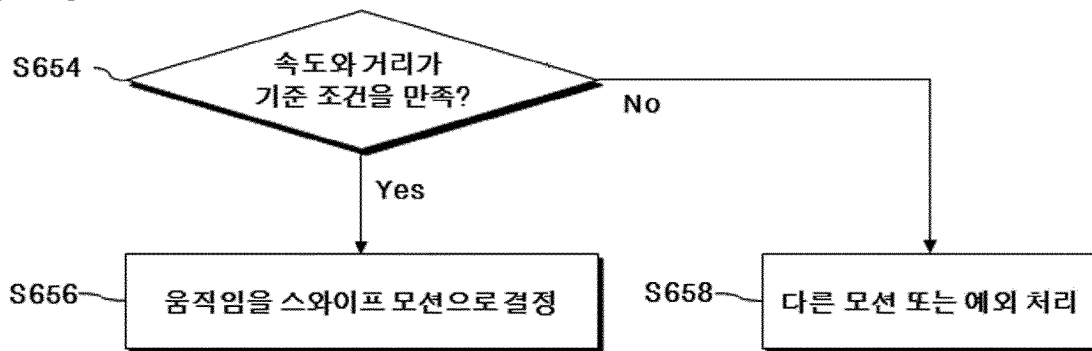 S654
속도와 거리가
기준 조건을 만족?
No
Yes
S656
움직임을 스와이프 모션으로 결정
S658
다른 모션 또는 예외 처리